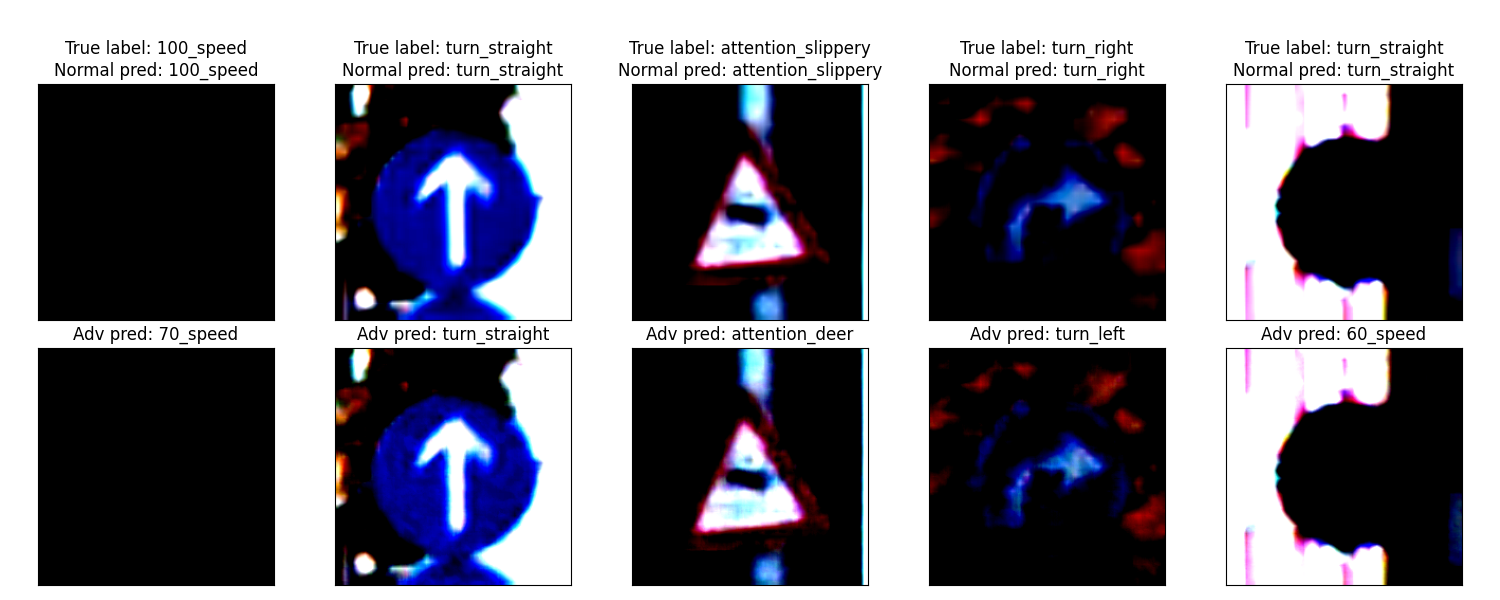 True label: 100_speed
Normal pred: 100_speed
True label: turn_straight
Normal pred: turn_straight
True label: attention_slippery
Normal pred: attention_slippery
True label: turn_right
Normal pred: turn_right
True label: turn_straight
Normal pred: turn_straight
Adv pred: 70_speed
Adv pred: turn_straight
Adv pred: attention_deer
Adv pred: turn_left
Adv pred: 60_speed